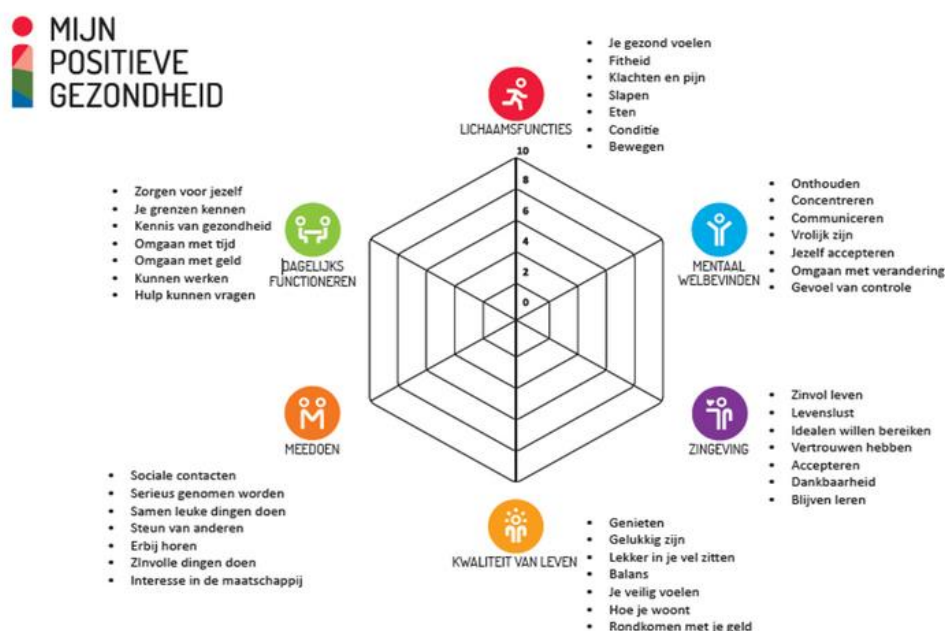 MIJN
POSITIEVE
GEZONDHEID
• Je gezond voelen
• Fitheid
• Klachten en pijn
• Slapen
• Eten
• Conditie
• Bewegen
LICHAAMSFUNCTIES
10
8
6
4
2
0
• Onthouden
• Concentreren
• Communiceren
• Vrolijk zijn
• Jezelf accepteren
• Omgaan met verandering
• Gevoel van controle
MENTAAL
WELBEVINDEN
• Zinvol leven
• Levenslust
• Idealen willen bereiken
• Vertrouwen hebben
• Accepteren
• Dankbaarheid
• Blijven leren
ZINGEVING
• Genieten
• Gelukkig zijn
• Lekker in je vel zitten
• Balans
• Je veilig voelen
• Hoe je woont
• Rondkomen met je geld
KWALITEIT VAN LEVEN
• Sociale contacten
• Serieus genomen worden
• Samen leuke dingen doen
• Steun van anderen
• Erbij horen
• ZInvolle dingen doen
• Interesse in de maatschappij
MEEDOEN
• Zorgen voor jezelf
• Je grenzen kennen
• Kennis van gezondheid
• Omgaan met tijd
• Omgaan met geld
• Kunnen werken
• Hulp kunnen vragen
DAGELIJKS
FUNCTIONEREN